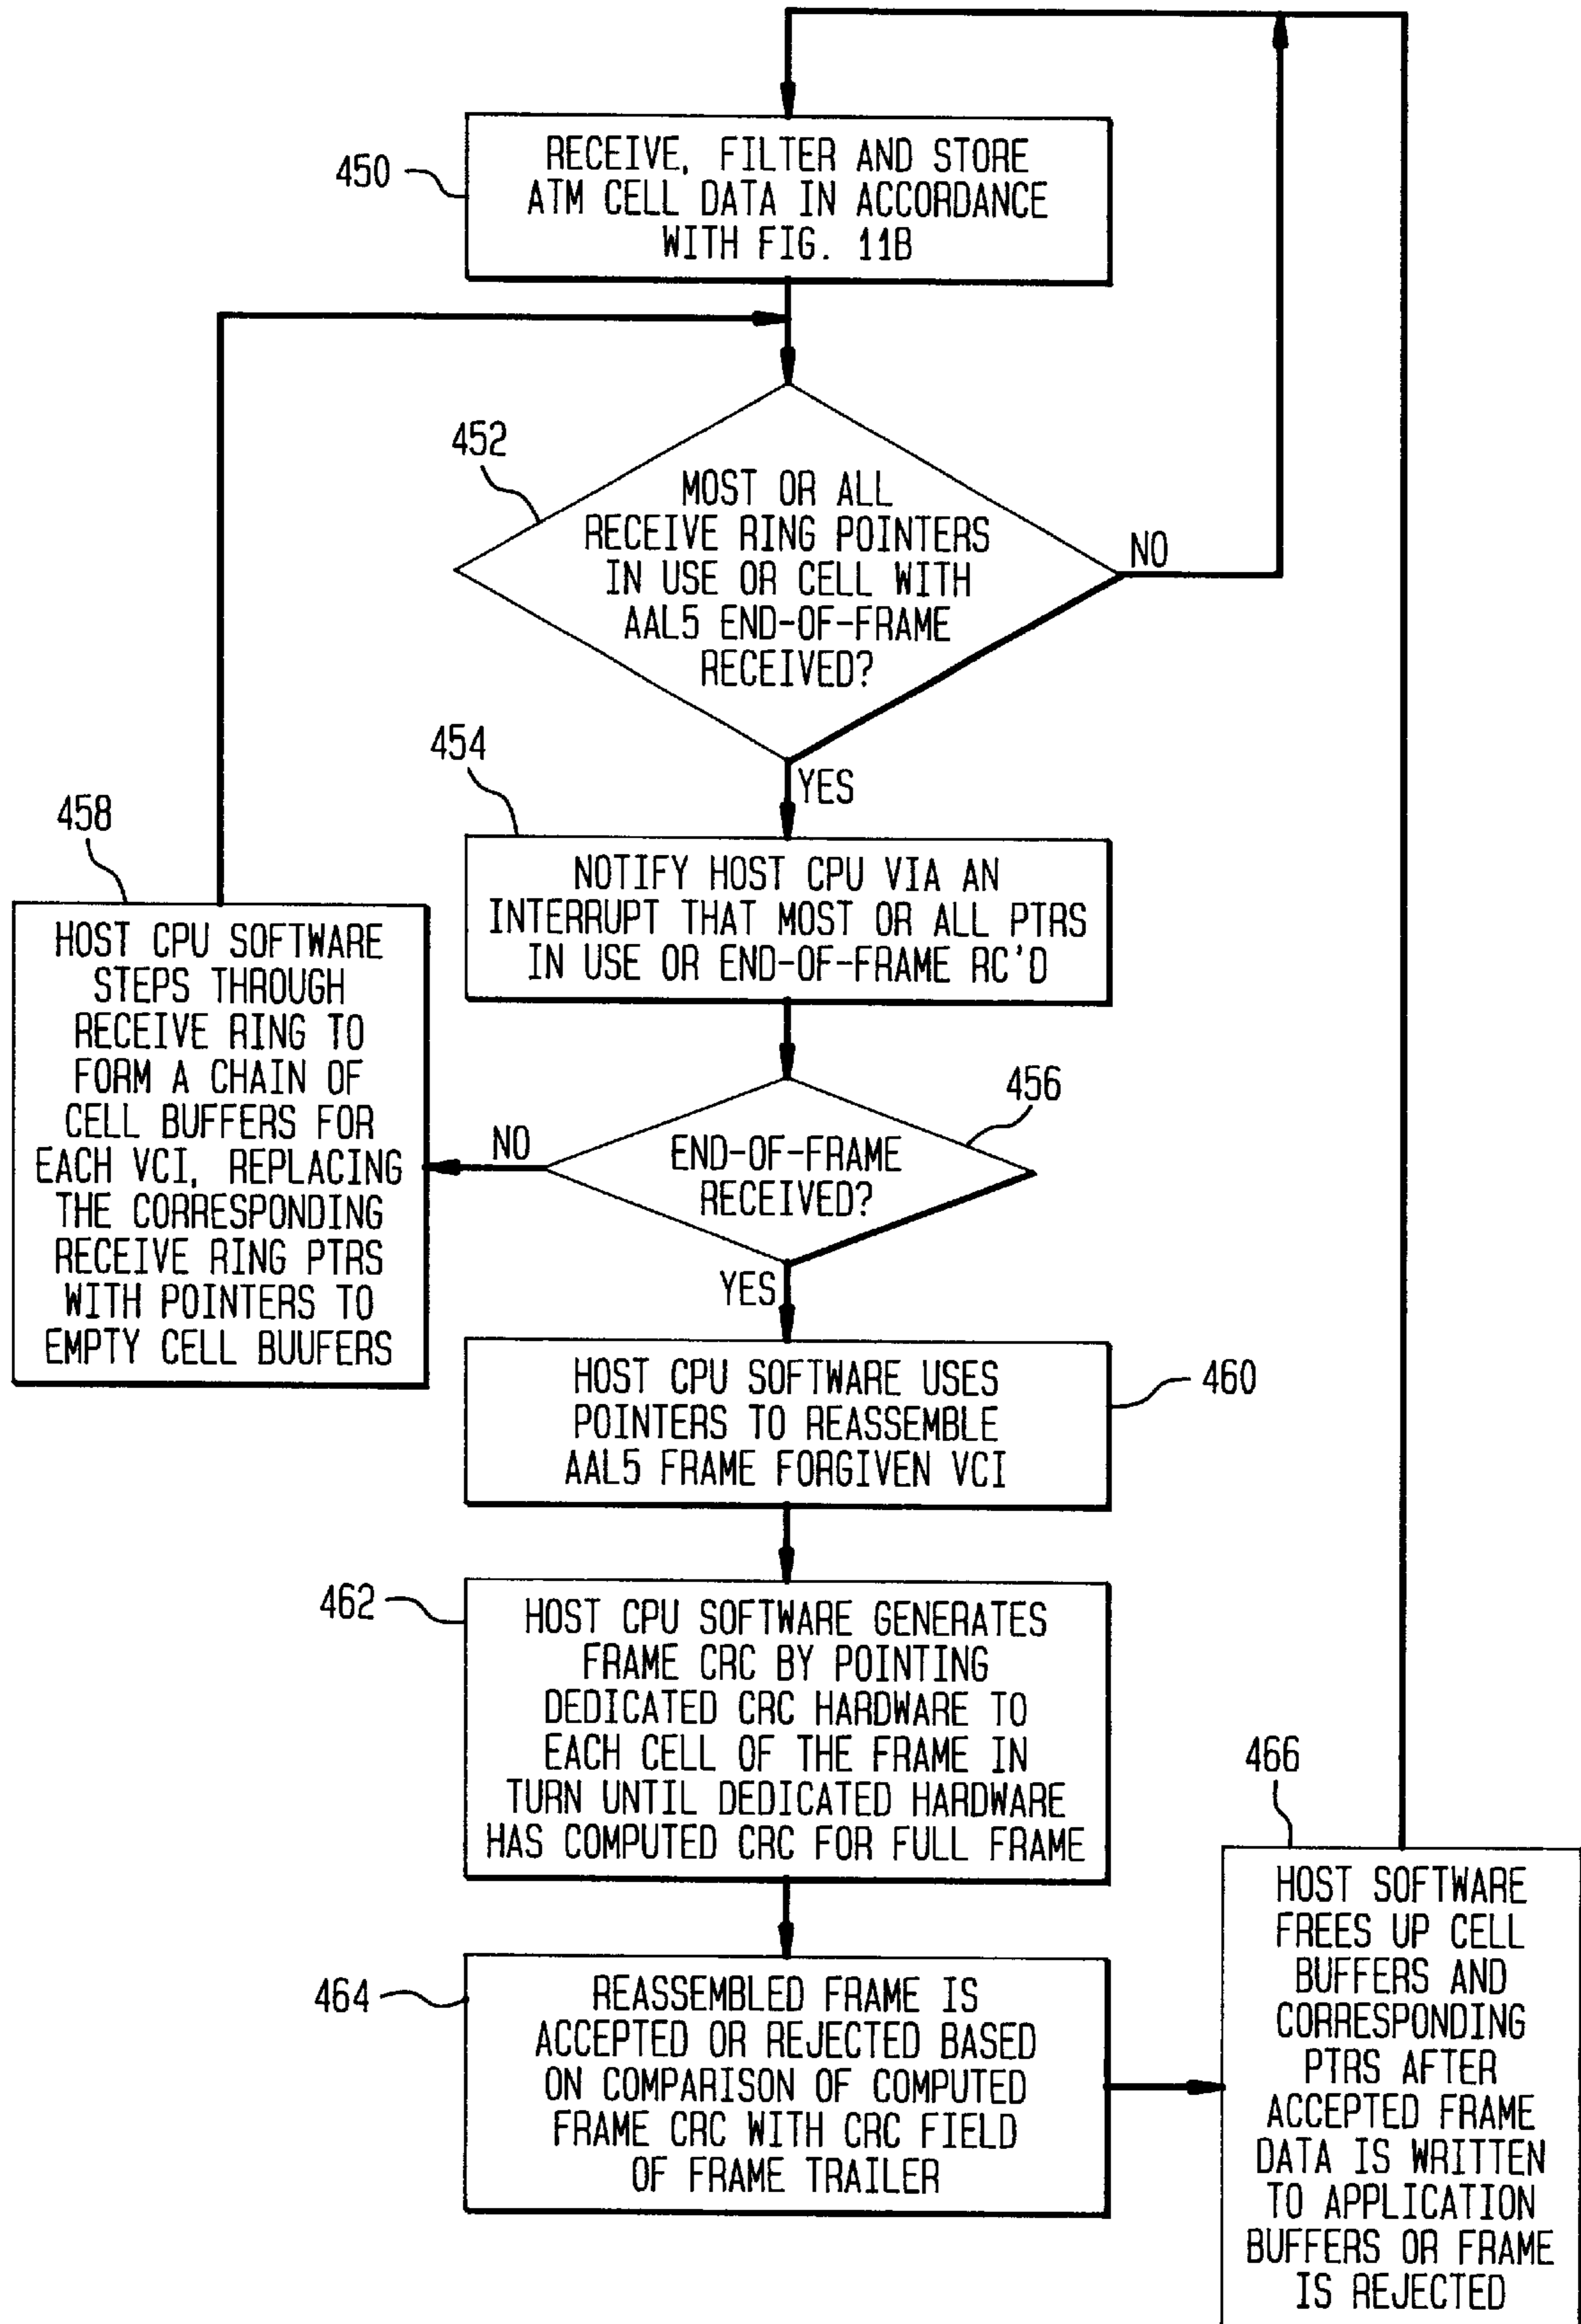 450
RECEIVE, FILTER AND STORE
ATM CELL DATA IN ACCORDANCE
WITH FIG. 11B
452
MOST OR ALL
RECEIVE RING POINTERS
IN USE OR CELL WITH
AAL5 END-OF-FRAME
RECEIVED?
NO
YES
454
NOTIFY HOST CPU VIA AN
INTERRUPT THAT MOST OR ALL PTRS
IN USE OR END-OF-FRAME RC'D
458
HOST CPU SOFTWARE
STEPS THROUGH
RECEIVE RING TO
FORM A CHAIN OF
CELL BUFFERS FOR
EACH VCI, REPLACING
THE CORRESPONDING
RECEIVE RING PTRS
WITH POINTERS TO
EMPTY CELL BUUFERS
456
END-OF-FRAME
RECEIVED?
NO
YES
460
HOST CPU SOFTWARE USES
POINTERS TO REASSEMBLE
AAL5 FRAME FORGIVEN VCI
462
HOST CPU SOFTWARE GENERATES
FRAME CRC BY POINTING
DEDICATED CRC HARDWARE TO
EACH CELL OF THE FRAME IN
TURN UNTIL DEDICATED HARDWARE
HAS COMPUTED CRC FOR FULL FRAME
464
REASSEMBLED FRAME IS
ACCEPTED OR REJECTED BASED
ON COMPARISON OF COMPUTED
FRAME CRC WITH CRC FIELD
OF FRAME TRAILER
466
HOST SOFTWARE
FREES UP CELL
BUFFERS AND
CORRESPONDING
PTRS AFTER
ACCEPTED FRAME
DATA IS WRITTEN
TO APPLICATION
BUFFERS OR FRAME
IS REJECTED